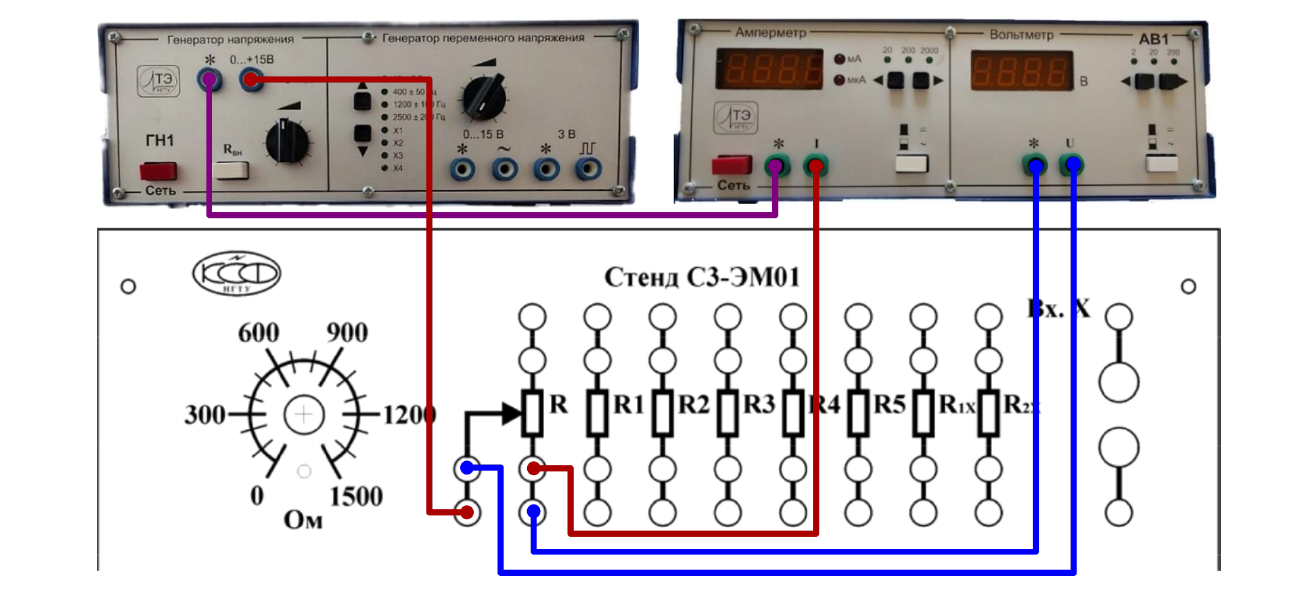 Генератор напряжения
Генератор переменного напряжения
* 0...+15В
400 ± 50 Гц
1200 ± 100 Гц
2500 ± 200 Гц
X1
X2
X3
X4
ТЭ
НГТУ
ГН1
Rвн
Сеть
0...15 В 3 В
* ~ *
Амперметр
мА
мкА
20 200 2000
ТЭ
НГТУ
* I
= 
~
Сеть
Вольтметр
АВ1
2 20 200
В
* U
=
~
КССФ
НГТУ
Стенд С3-ЭМ01
Вх. X
600 900
300 1200
0 1500
Ом
R R1 R2 R3 R4 R5 R1X R2X